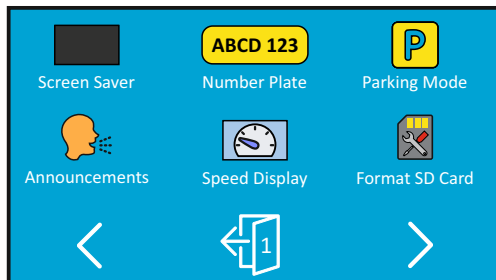 ABCD 123
P
Screen Saver
Number Plate
Parking Mode
Announcements
Speed Display
Format SD Card
1